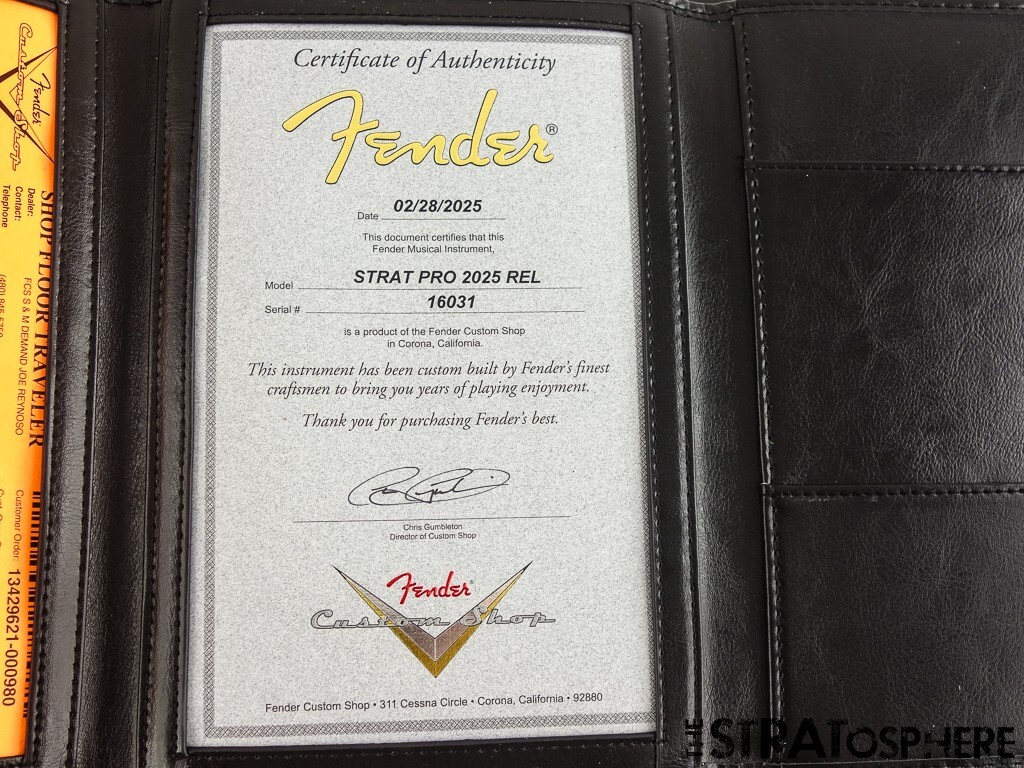 Certificate of Authenticity
Fender®
Date 02/28/2025
This document certifies that this
Fender Musical Instrument,
Model STRAT PRO 2025 REL
Serial # 16031
is a product of the Fender Custom Shop
in Corona, California.
This instrument has been custom built by Fender's finest
craftsmen to bring you years of playing enjoyment.
Thank you for purchasing Fender's best.
Chris Gumbleton
Director of Custom Shop
Fender®
Custom Shop
Fender Custom Shop • 311 Cessna Circle • Corona, California • 92880
Fender
Custom Shop
SHOP FLOOR TRAVELER
Dealer: FCS S & M DEMAND JOE REYNOSO
Contact:
Telephone
Customer Order: 13429621-000980
THE STRATOSPHERE